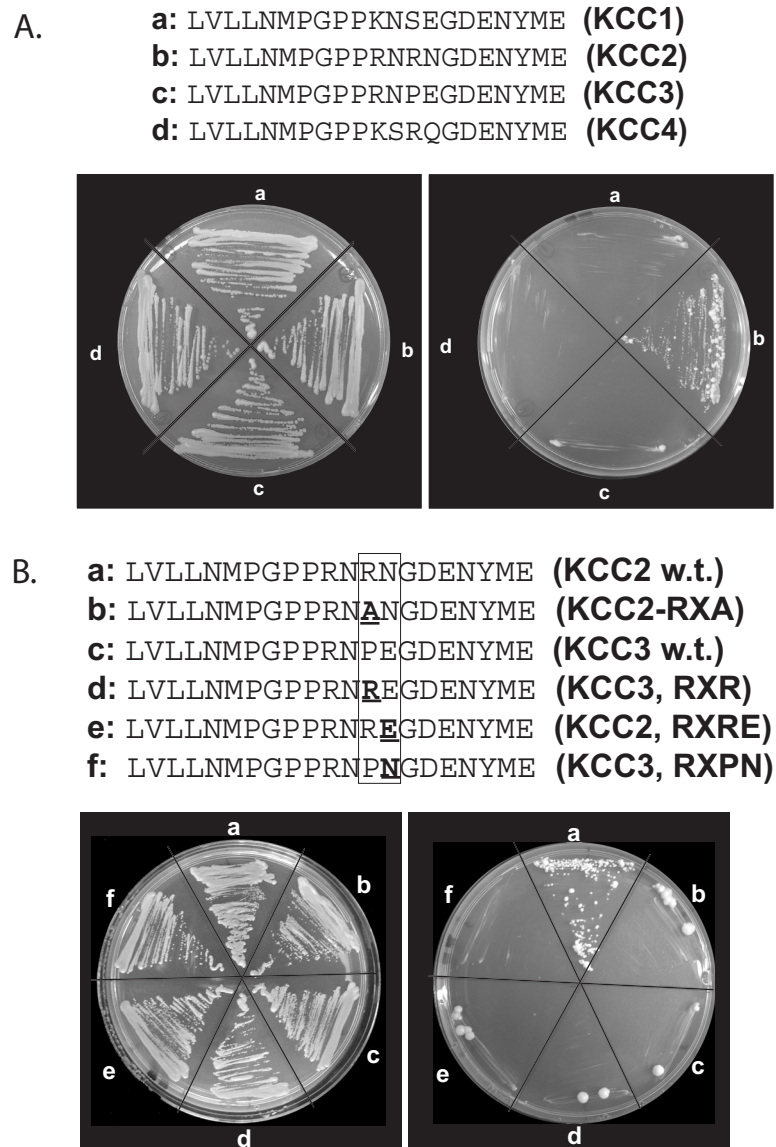 A.
a: LVLLNMPGPPKNSEGDENYME (KCC1)
b: LVLLNMPGPPRNRNGDENYME (KCC2)
c: LVLLNMPGPPRNPEGDENYME (KCC3)
d: LVLLNMPGPPKSRQGDENYME (KCC4)
a a
d b d b
c c
B.
a: LVLLNMPGPPRNRNGDENYME (KCC2 w.t.)
b: LVLLNMPGPPRNANGDENYME (KCC2-RXA)
c: LVLLNMPGPPRNPEGDENYME (KCC3 w.t.)
d: LVLLNMPGPPRNREGDENYME (KCC3, RXR)
e: LVLLNMPGPPRNREGDENYME (KCC2, RXRE)
f: LVLLNMPGPPRNPNGDENYME (KCC3, RXPN)
a a
f b f b
e c e c
d d